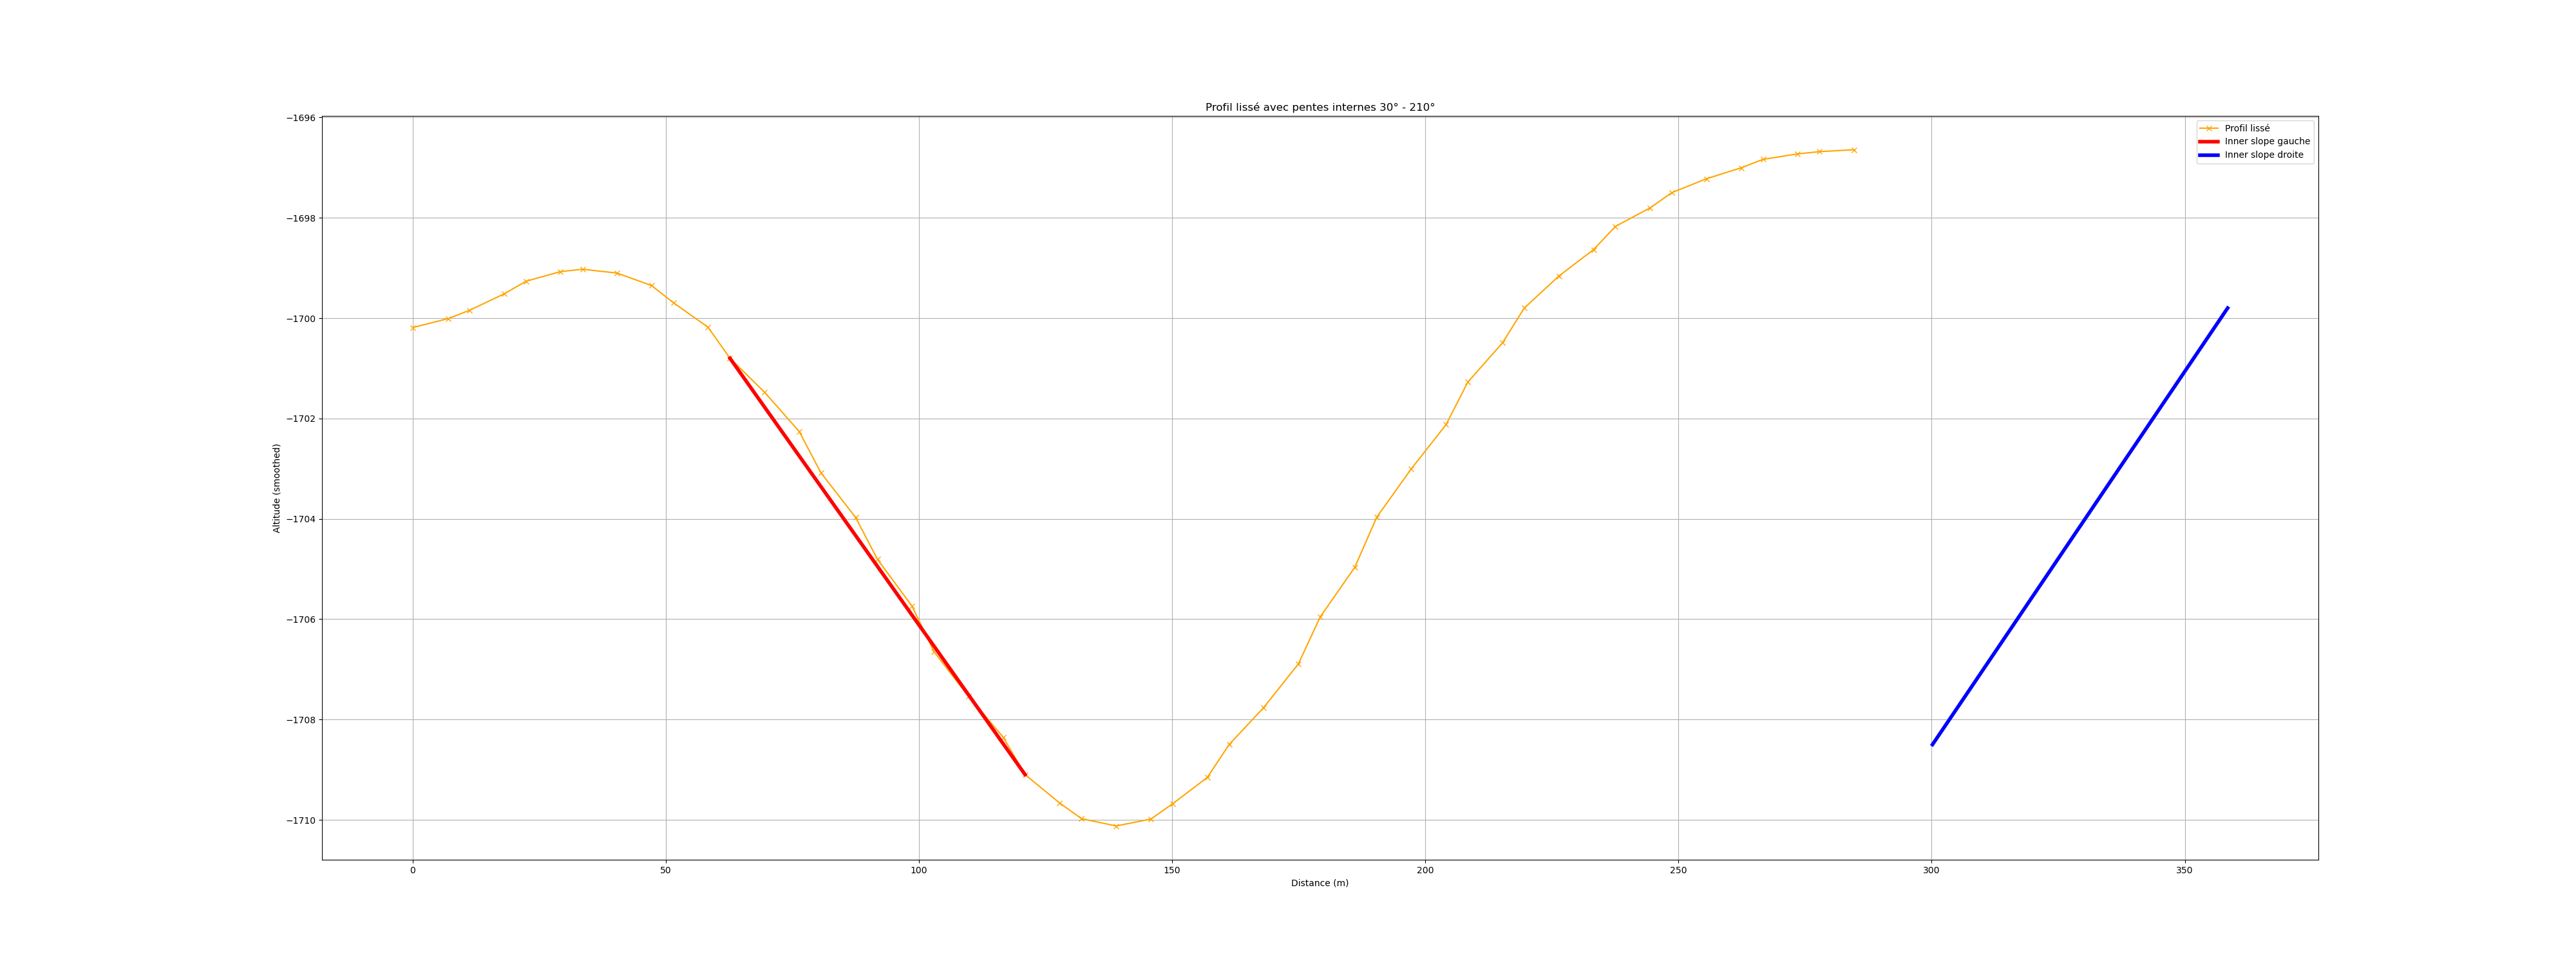 Profil lissé avec pentes internes 30° - 210°
Profil lissé
Inner slope gauche
Inner slope droite
Altitude (smoothed)
−1696
−1698
−1700
−1702
−1704
−1706
−1708
−1710
0
50
100
150
200
250
300
350
Distance (m)